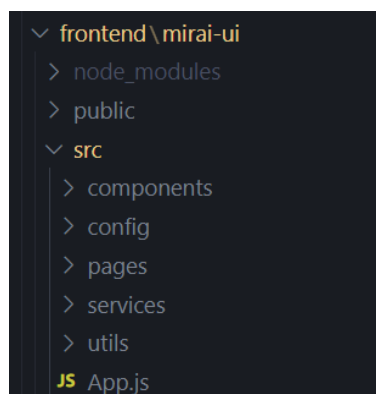 frontend\mirai-ui
node_modules
public
src
components
config
pages
services
utils
JS App.js